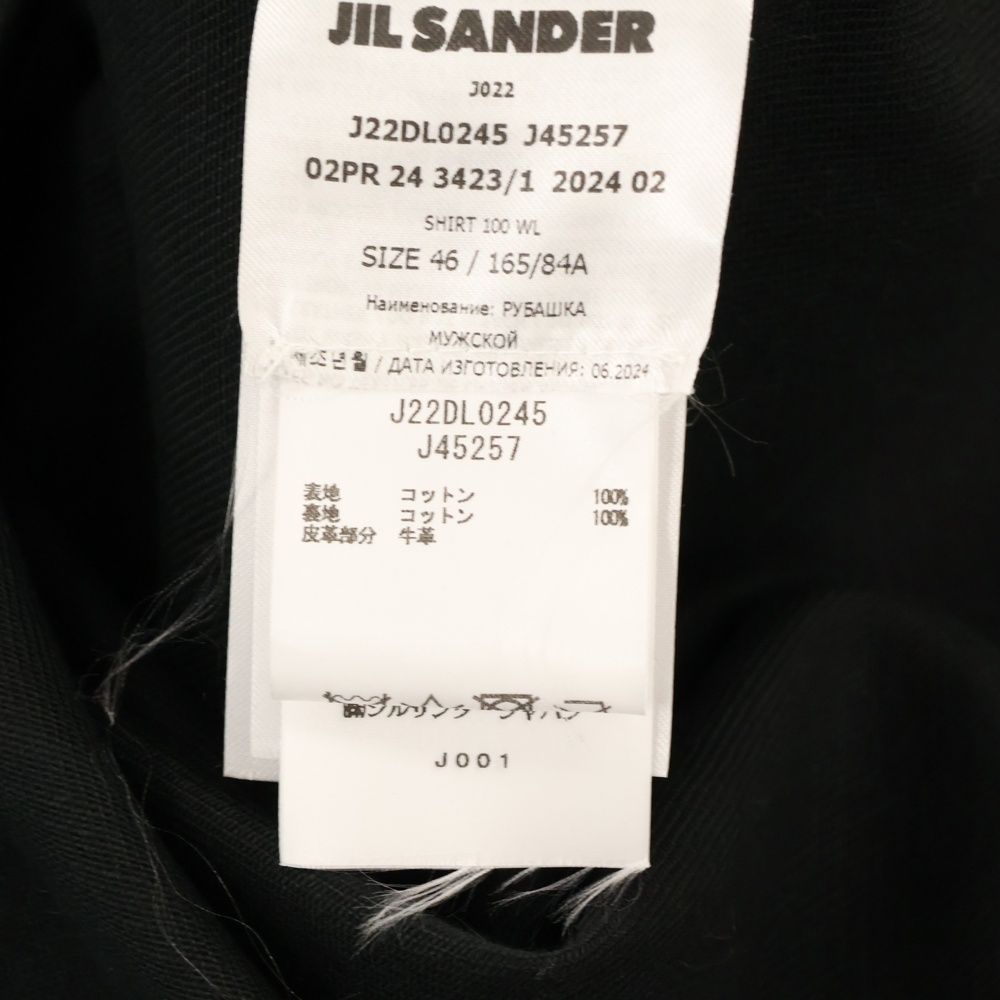 JIL SANDER
J022
J22DL0245 J45257
02PR 24 3423/1 2024 02
SHIRT 100 WL
SIZE 46 / 165/84A
Наименование: РУБАШКА
МУЖСКОЙ
년월 / ДАТА ИЗГОТОВЛЕНИЯ: 06.2024
J22DL0245
J45257
表地 コットン 100%
裏地 コットン 100%
皮革部分 牛革
J001